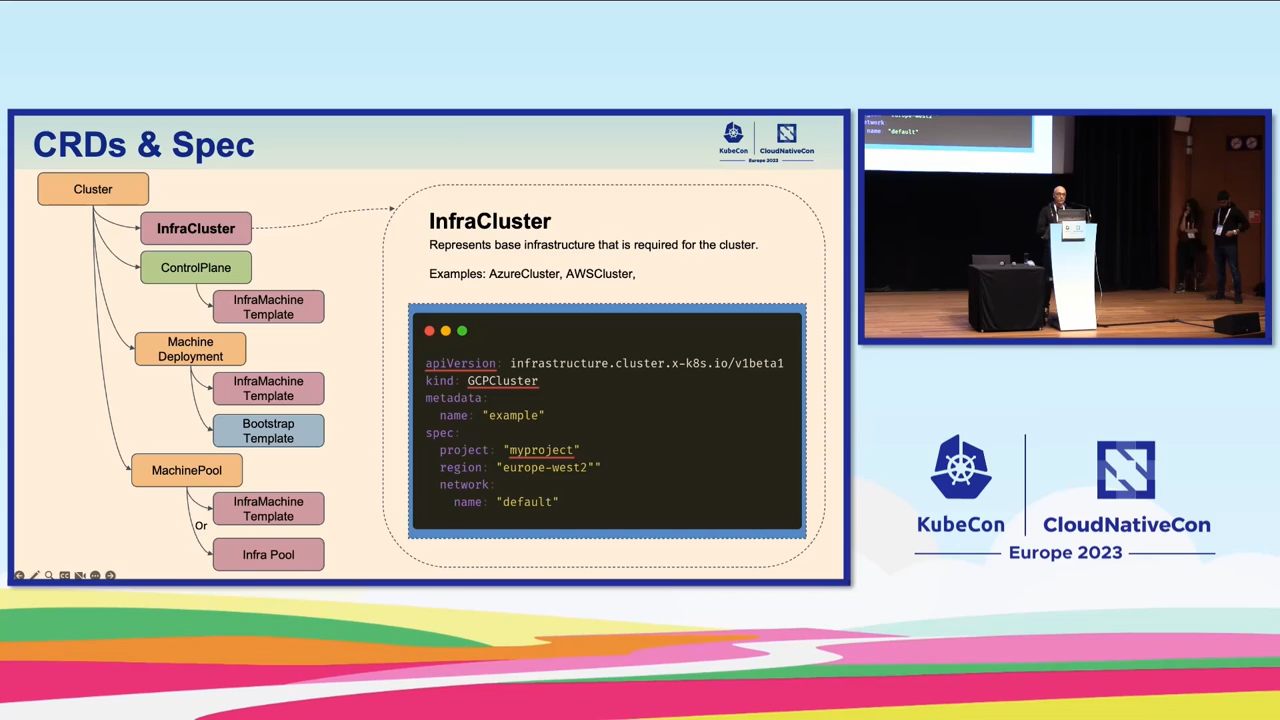 CRDs & Spec
KubeCon
CloudNativeCon
Europe 2023
Cluster
InfraCluster
ControlPlane
InfraMachine
Template
Machine
Deployment
InfraMachine
Template
Bootstrap
Template
MachinePool
InfraMachine
Template
Or
Infra Pool
InfraCluster
Represents base infrastructure that is required for the cluster.
Examples: AzureCluster, AWSCluster,
apiVersion: infrastructure.cluster.x-k8s.io/v1beta1
kind: GCPCluster
metadata:
name: "example"
spec:
project: "myproject"
region: "europe-west2""
network:
name: "default"
name: "default"
KubeCon
CloudNativeCon
Europe 2023